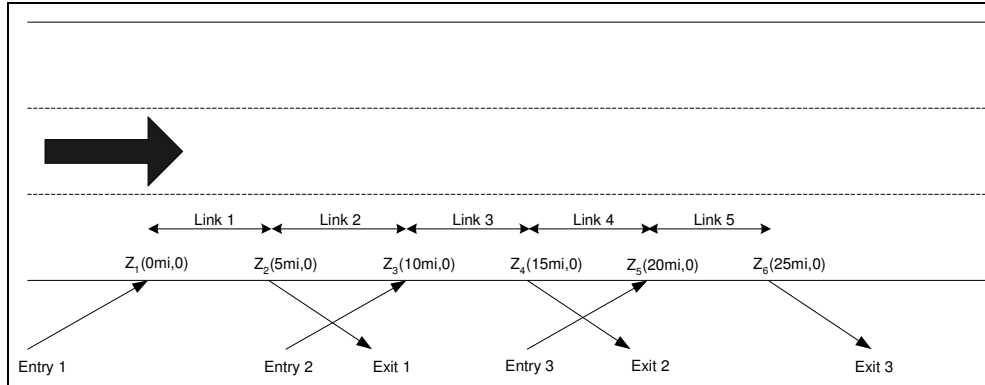 Link 1 Link 2 Link 3 Link 4 Link 5
Z₁(0mi,0) Z₂(5mi,0) Z₃(10mi,0) Z₄(15mi,0) Z₅(20mi,0) Z₆(25mi,0)
Entry 1 Entry 2 Exit 1 Entry 3 Exit 2 Exit 3